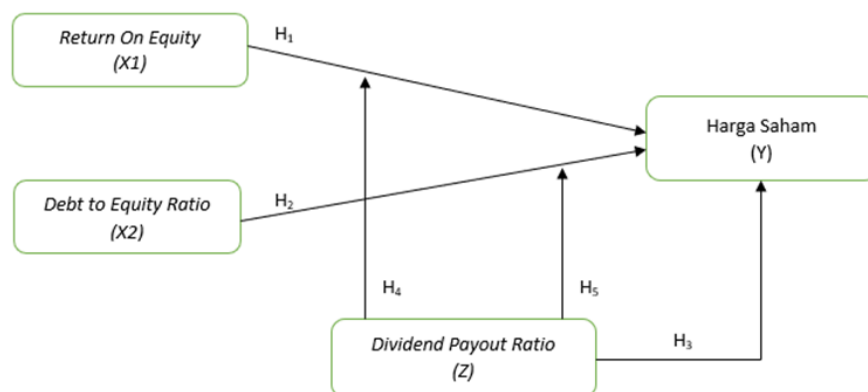 Return On Equity
(X1)
H₁
Harga Saham
(Y)
Debt to Equity Ratio
(X2)
H₂
H₄
H₅
Dividend Payout Ratio
(Z)
H₃